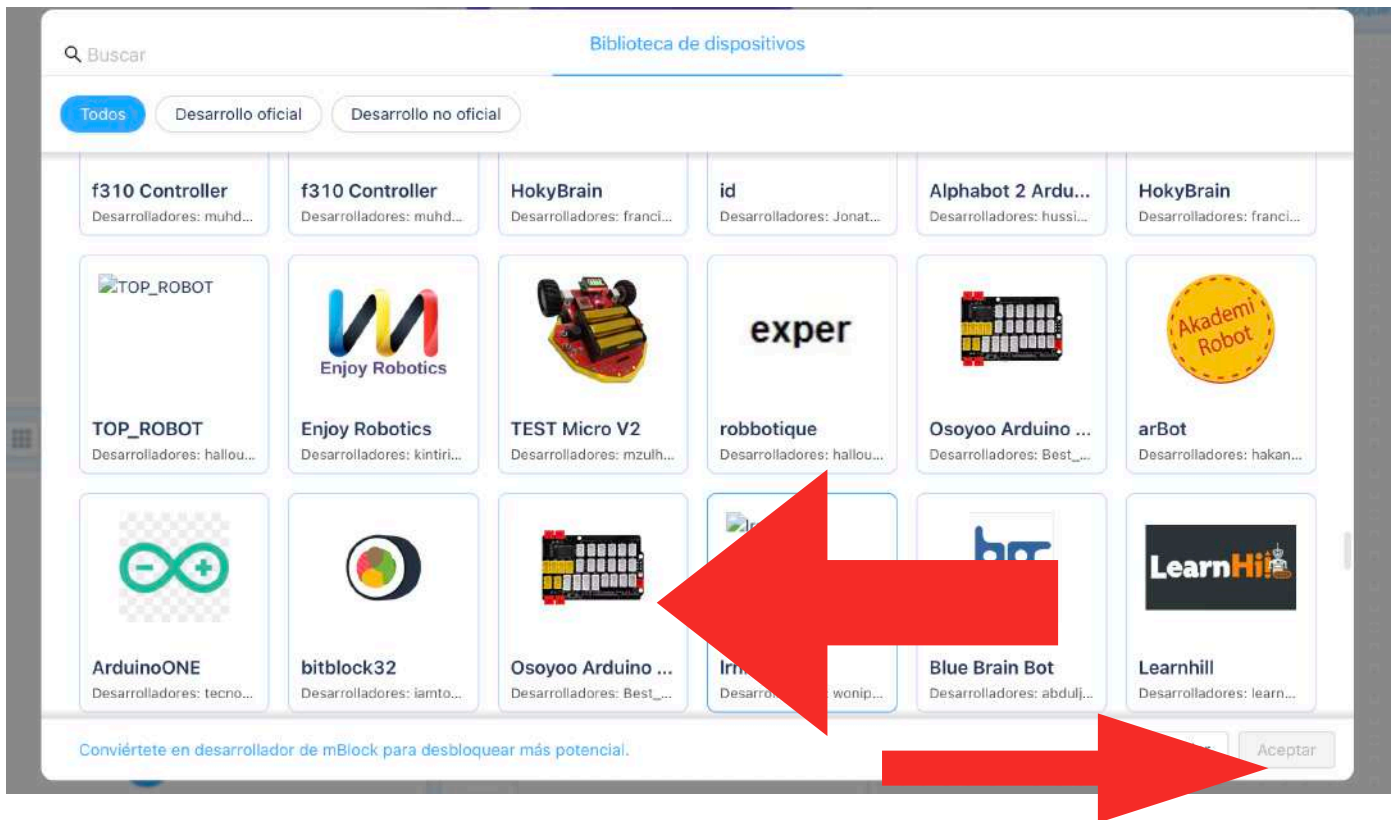 Buscar
Biblioteca de dispositivos
Todos
Desarrollo oficial
Desarrollo no oficial
f310 Controller
Desarrolladores: muhd...
f310 Controller
Desarrolladores: muhd...
HokyBrain
Desarrolladores: franci...
id
Desarrolladores: Jonat...
Alphabot 2 Ardu...
Desarrolladores: hussi...
HokyBrain
Desarrolladores: franci...
TOP_ROBOT
TOP_ROBOT
Desarrolladores: hallou...
Enjoy Robotics
Enjoy Robotics
Desarrolladores: kintiri...
TEST Micro V2
Desarrolladores: mzulh...
exper
robbotique
Desarrolladores: hallou...
Osoyoo Arduino ...
Desarrolladores: Best_...
Akademi
Robot
arBot
Desarrolladores: hakan...
ArduinoONE
Desarrolladores: tecno...
bitblock32
Desarrolladores: iamto...
Osoyoo Arduino ...
Desarrolladores: Best_...
wonip...
Blue Brain Bot
Desarrolladores: abdulj...
LearnHill
Learnhill
Desarrolladores: learn...
Conviértete en desarrollador de mBlock para desbloquear más potencial.
Aceptar